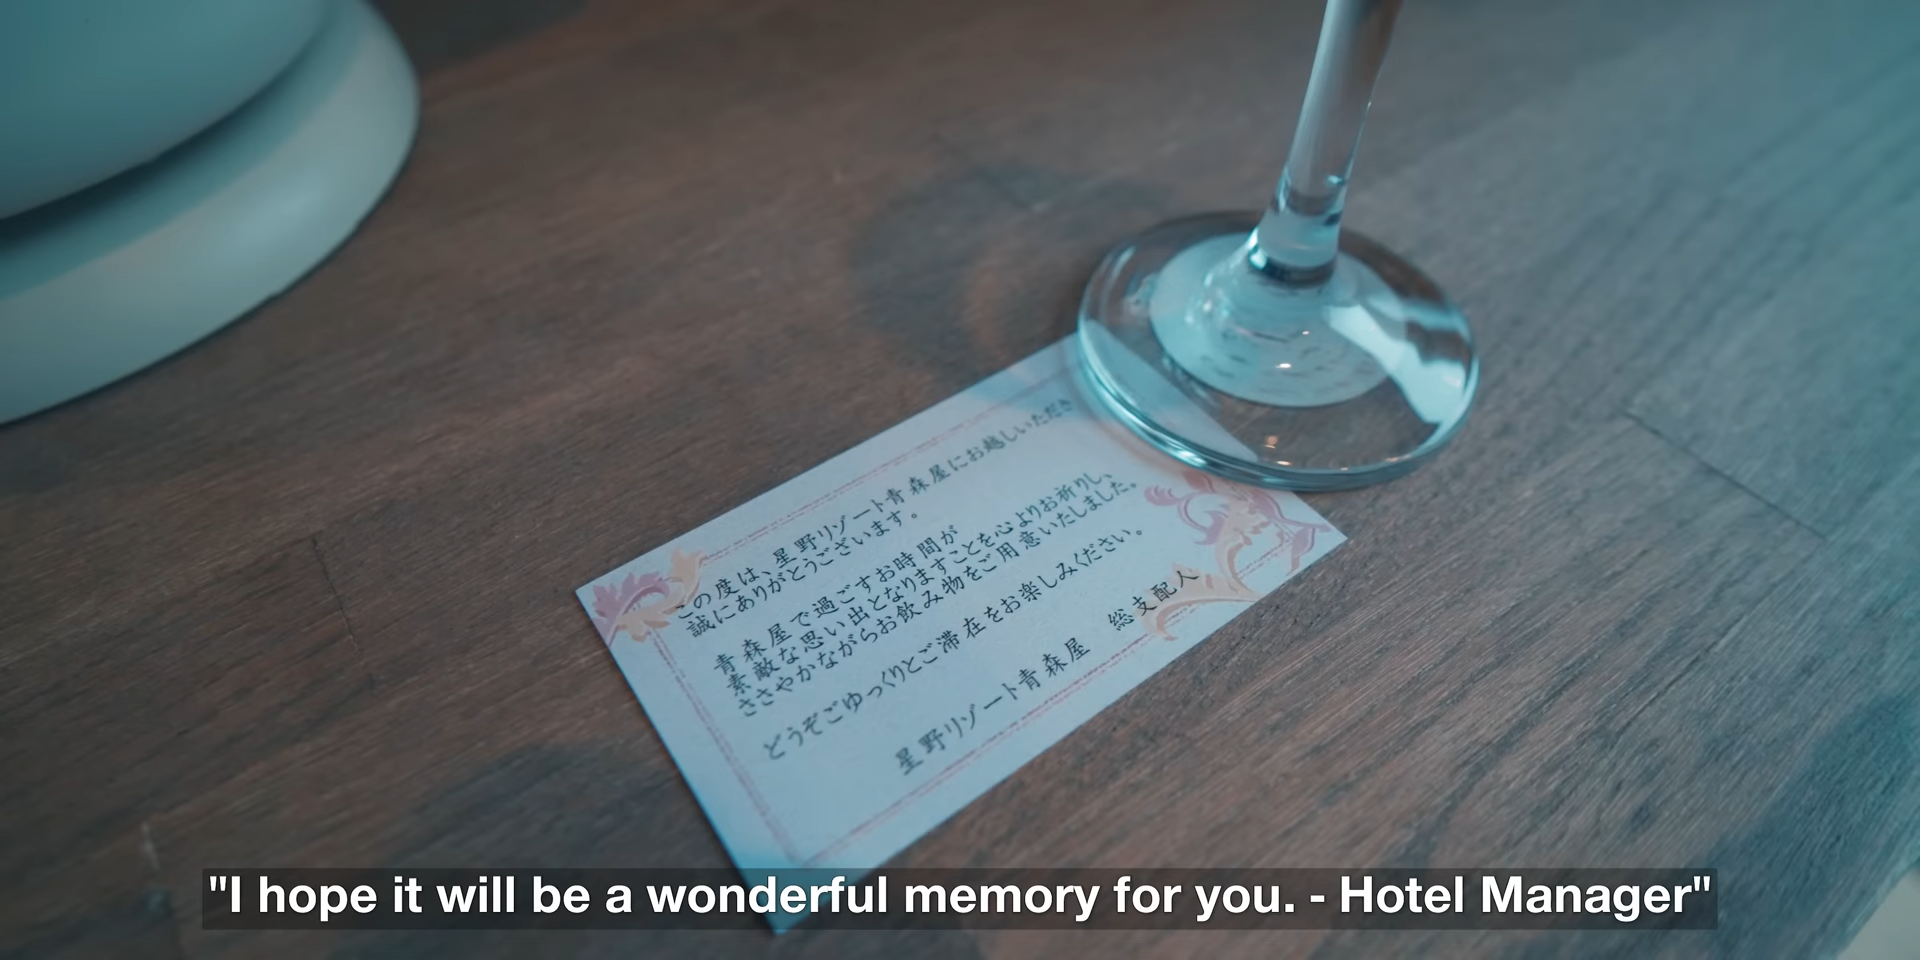 この度は、星野リゾート青森屋にお越しいただき
誠にありがとうございます。
青森屋で過ごすお時間が
素敵な思い出となりますことを心よりお祈りし、
ささやかながらお飲み物をご用意いたしました。
どうぞごゆっくりとご滞在をお楽しみください。
星野リゾート青森屋 総支配人
"I hope it will be a wonderful memory for you. - Hotel Manager"